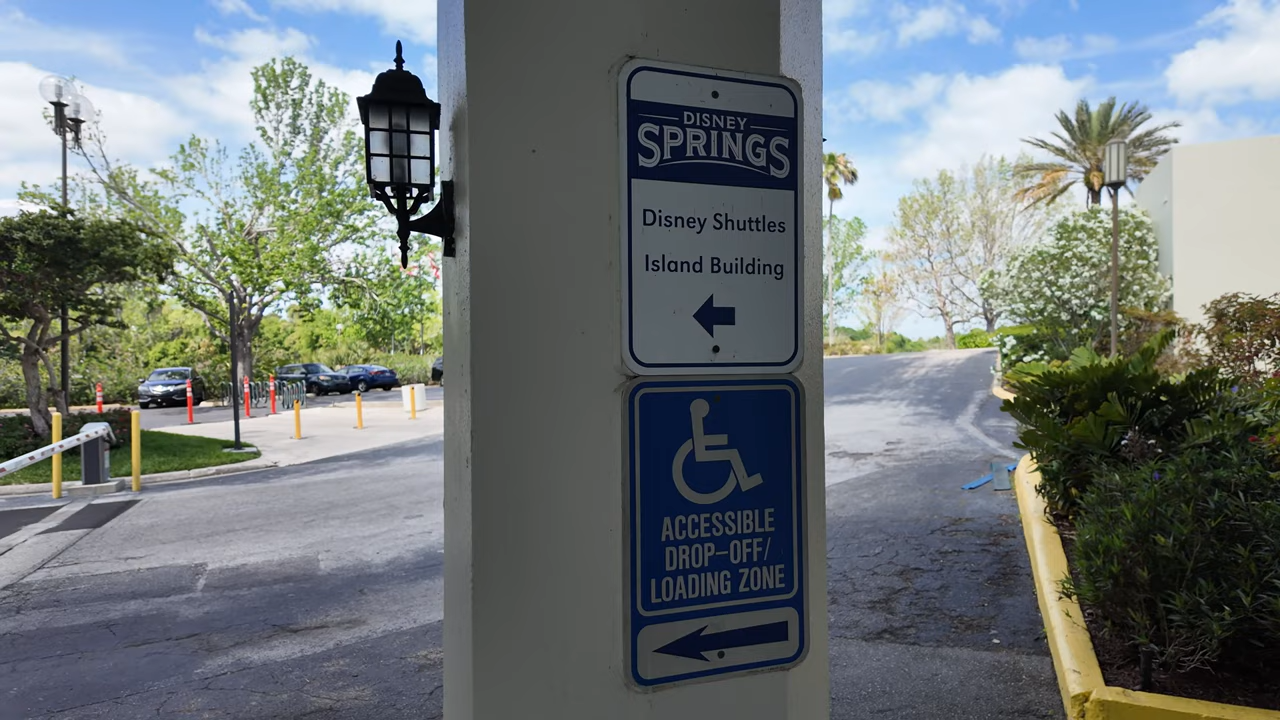 DISNEY
SPRINGS
Disney Shuttles
Island Building
ACCESSIBLE
DROP-OFF/
LOADING ZONE